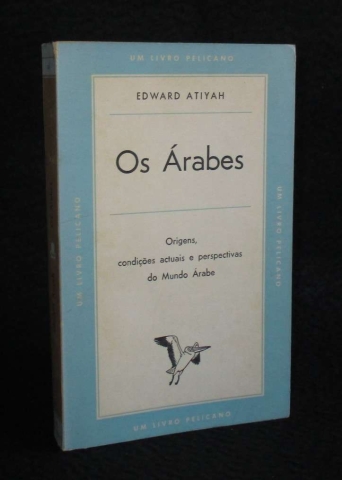 UM LIVRO PELICANO
EDWARD ATIYAH
Os Árabes
Origens,
condições actuais e perspectivas
do Mundo Árabe
UM LIVRO PELICANO
UM LIVRO PELICANO
UM LIVRO PELICANO